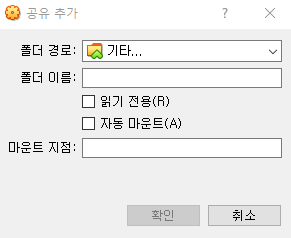 공유 추가
폴더 경로: 기타...
폴더 이름:
읽기 전용(R)
자동 마운트(A)
마운트 지점:
확인 취소